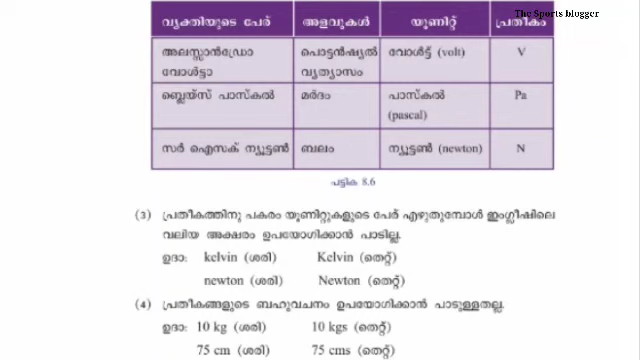 The Sports blogger
വ്യക്തിയുടെ പേര് അളവുകൾ യൂണിറ്റ് പ്രതീകം
അലസ്സാൻഡ്രോ വോൾട്ടാ പൊട്ടൻഷ്യൽ വ്യത്യാസം വോൾട്ട് (volt) V
ബ്ലെയ്സ് പാസ്കൽ മർദം പാസ്കൽ (pascal) Pa
സർ ഐസക് ന്യൂട്ടൺ ബലം ന്യൂട്ടൺ (newton) N
പട്ടിക 8.6
(3) പ്രതീകത്തിനു പകരം യൂണിറ്റുകളുടെ പേര് എഴുതുമ്പോൾ ഇംഗ്ലീഷിലെ
വലിയ അക്ഷരം ഉപയോഗിക്കാൻ പാടില്ല.
ഉദാ: kelvin (ശരി) Kelvin (തെറ്റ്)
newton (ശരി) Newton (തെറ്റ്)
(4) പ്രതീകങ്ങളുടെ ബഹുവചനം ഉപയോഗിക്കാൻ പാടുള്ളതല്ല.
ഉദാ: 10 kg (ശരി) 10 kgs (തെറ്റ്)
75 cm (ശരി) 75 cms (തെറ്റ്)